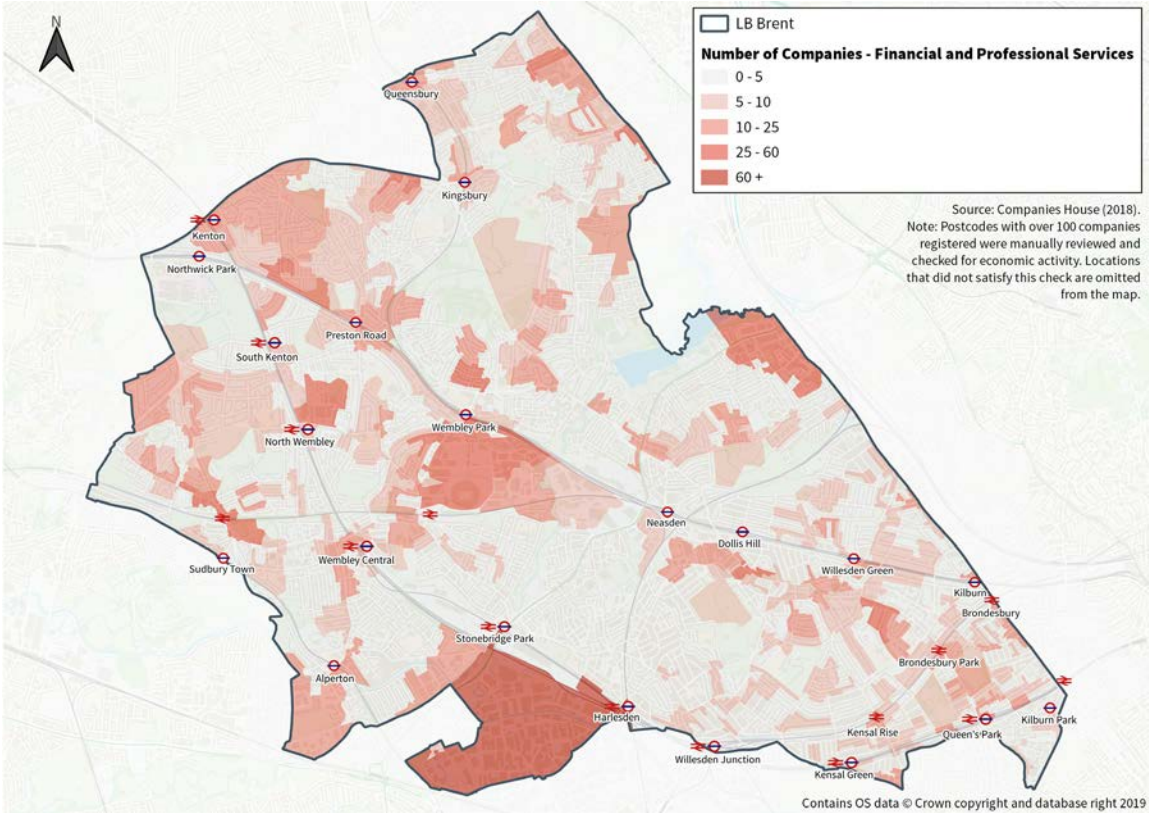 N
LB Brent
Number of Companies - Financial and Professional Services
0 - 5
5 - 10
10 - 25
25 - 60
60 +
Source: Companies House (2018).
Note: Postcodes with over 100 companies
registered were manually reviewed and
checked for economic activity. Locations
that did not satisfy this check are omitted
from the map.
Queensbury
Kingsbury
Kenton
Northwick Park
Preston Road
South Kenton
Wembley Park
North Wembley
Neasden
Dollis Hill
Wembley Central
Sudbury Town
Willesden Green
Kilburn
Brondesbury
Stonebridge Park
Brondesbury Park
Alperton
Harlesden
Kilburn Park
Kensal Rise
Queen's Park
Willesden Junction
Kensal Green
Contains OS data © Crown copyright and database right 2019